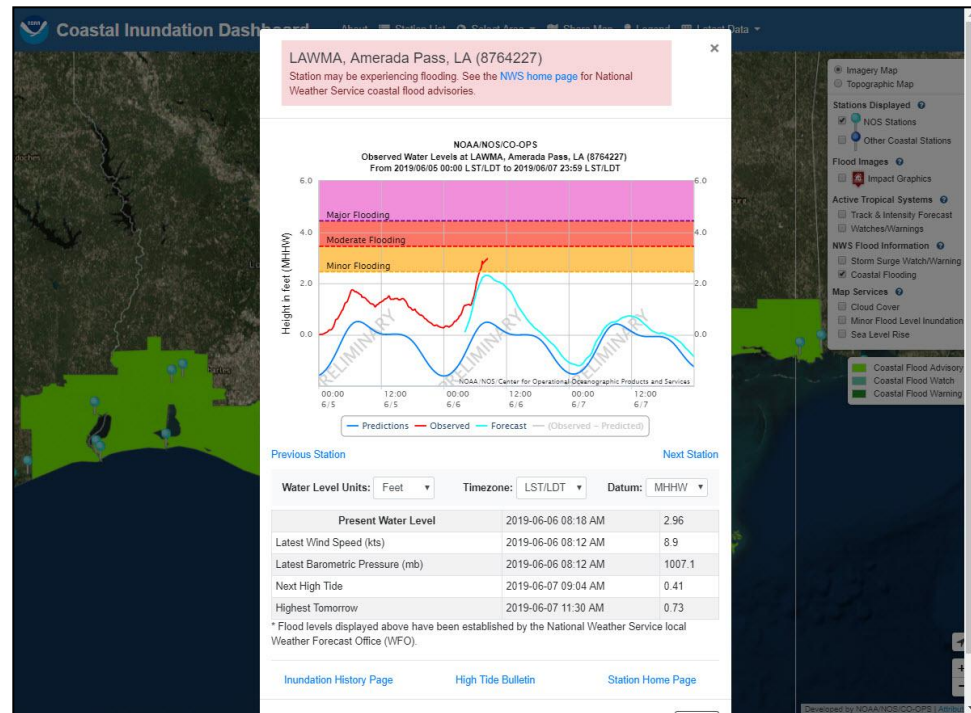 Coastal Inundation Dashboard
About
Station List
Select Area
Share Map
Legend
Latest Data
LAWMA, Amerada Pass, LA (8764227)
×
Station may be experiencing flooding. See the NWS home page for National
Weather Service coastal flood advisories.
NOAA/NOS/CO-OPS
Observed Water Levels at LAWMA, Amerada Pass, LA (8764227)
From 2019/06/05 00:00 LST/LDT to 2019/06/07 23:59 LST/LDT
Height in feet (MHHW)
6.0 6.0
Major Flooding
4.0 4.0
Moderate Flooding
Minor Flooding
2.0 2.0
0.0 0.0
PRELIMINARY PRELIMINARY PRELIMINARY
NOAA/NOS/Center for Operational Oceanographic Products and Services
00:00 12:00 00:00 12:00 00:00 12:00
6/5 6/5 6/6 6/6 6/7 6/7
Predictions Observed Forecast (Observed - Predicted)
Previous Station Next Station
Water Level Units: Feet Timezone: LST/LDT Datum: MHHW
Present Water Level 2019-06-06 08:18 AM 2.96
Latest Wind Speed (kts) 2019-06-06 08:12 AM 8.9
Latest Barometric Pressure (mb) 2019-06-06 08:12 AM 1007.1
Next High Tide 2019-06-07 09:04 AM 0.41
Highest Tomorrow 2019-06-07 11:30 AM 0.73
* Flood levels displayed above have been established by the National Weather Service local
Weather Forecast Office (WFO).
Inundation History Page High Tide Bulletin Station Home Page
Imagery Map
Topographic Map
Stations Displayed
NOS Stations
Other Coastal Stations
Flood Images
Impact Graphics
Active Tropical Systems
Track & Intensity Forecast
Watches/Warnings
NWS Flood Information
Storm Surge Watch/Warning
Coastal Flooding
Map Services
Cloud Cover
Minor Flood Level Inundation
Sea Level Rise
Coastal Flood Advisory
Coastal Flood Watch
Coastal Flood Warning
+
−
Developed by NOAA/NOS/CO-OPS | Attribut